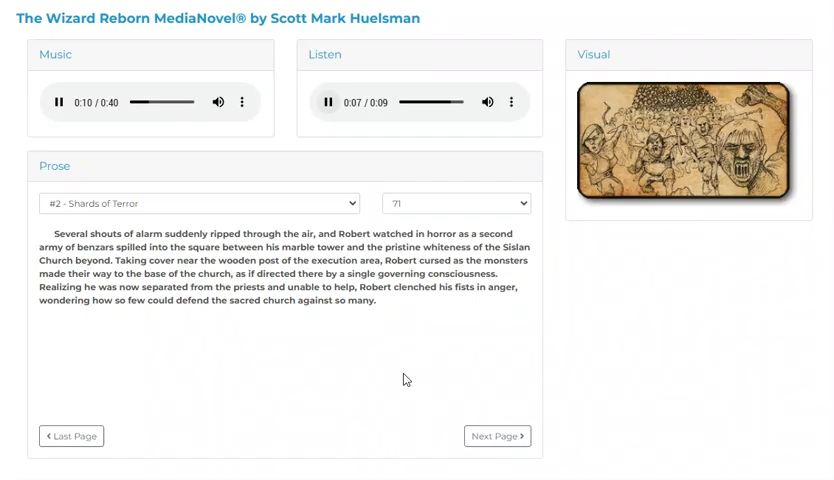 The Wizard Reborn MediaNovel® by Scott Mark Huelsman
Music
Listen
Visual
0:10 / 0:40
0:07 / 0:09
Prose
#2 - Shards of Terror
71
Several shouts of alarm suddenly ripped through the air, and Robert watched in horror as a second
army of benzars spilled into the square between his marble tower and the pristine whiteness of the Sislan
Church beyond. Taking cover near the wooden post of the execution area, Robert cursed as the monsters
made their way to the base of the church, as if directed there by a single governing consciousness.
Realizing he was now separated from the priests and unable to help, Robert clenched his fists in anger,
wondering how so few could defend the sacred church against so many.
Last Page
Next Page